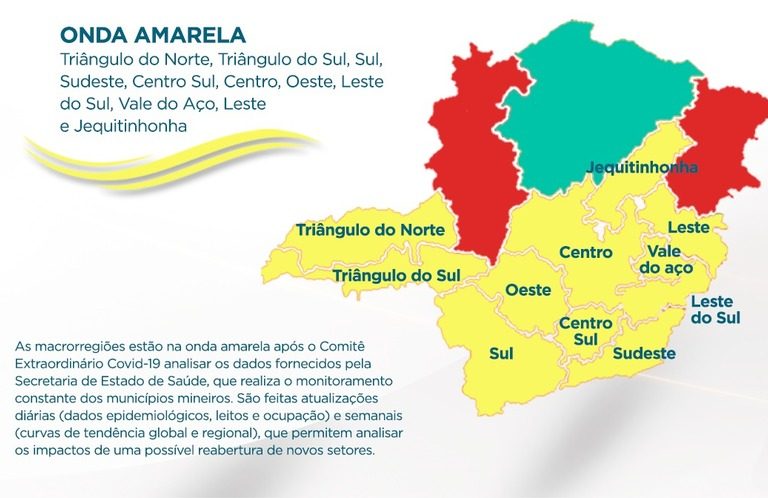 ONDA AMARELA
Triângulo do Norte, Triângulo do Sul, Sul,
Sudeste, Centro Sul, Centro, Oeste, Leste
do Sul, Vale do Aço, Leste
e Jequitinhonha
Jequitinhonha
Triângulo do Norte
Leste
Centro
Vale
do aço
Triângulo do Sul
Oeste
Leste
do Sul
Centro
Sul
Sul
Sudeste
As macrorregiões estão na onda amarela após o Comitê
Extraordinário Covid-19 analisar os dados fornecidos pela
Secretaria de Estado de Saúde, que realiza o monitoramento
constante dos municípios mineiros. São feitas atualizações
diárias (dados epidemiológicos, leitos e ocupação) e semanais
(curvas de tendência global e regional), que permitem analisar
os impactos de uma possível reabertura de novos setores.